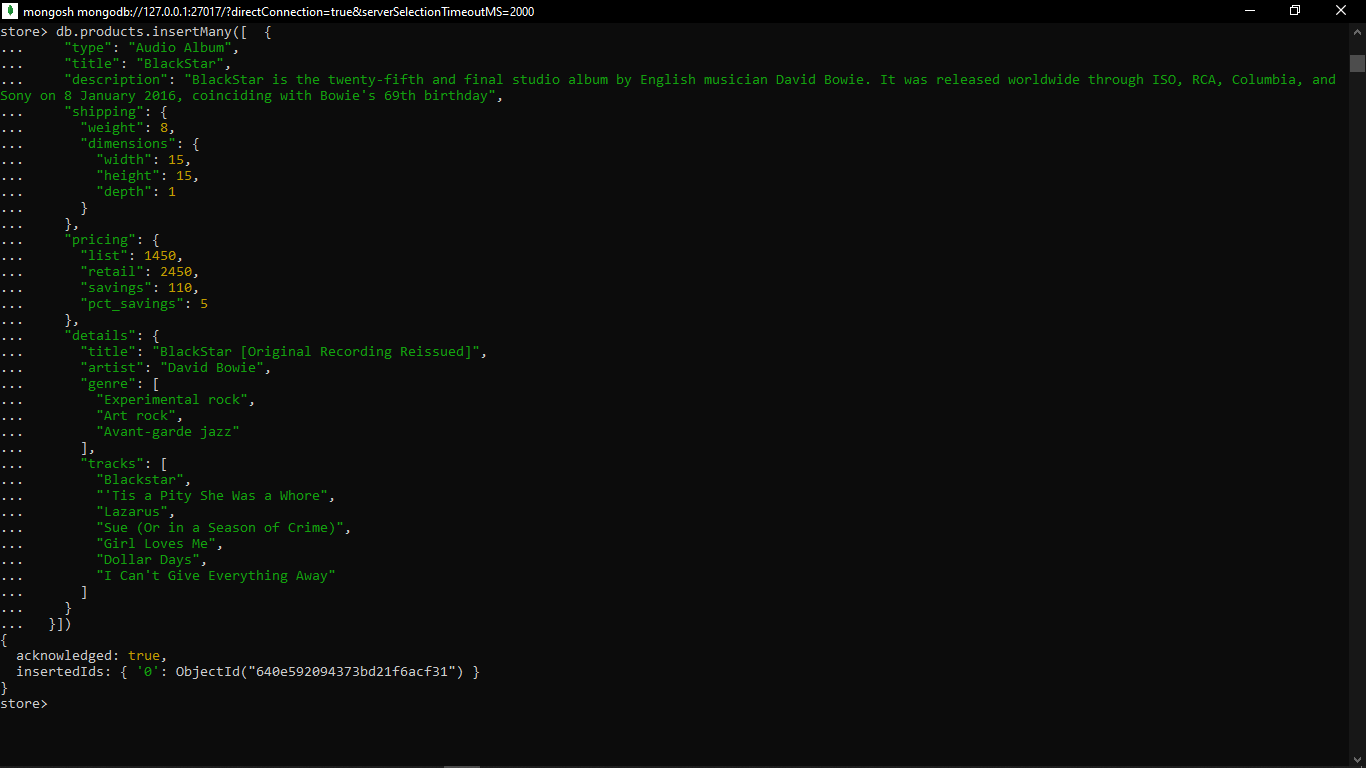 mongosh mongodb://127.0.0.1:27017/?directConnection=true&serverSelectionTimeoutMS=2000
store> db.products.insertMany([  {
...     "type": "Audio Album",
...     "title": "BlackStar",
...     "description": "BlackStar is the twenty-fifth and final studio album by English musician David Bowie. It was released worldwide through ISO, RCA, Columbia, and
Sony on 8 January 2016, coinciding with Bowie's 69th birthday",
...     "shipping": {
...       "weight": 8,
...       "dimensions": {
...         "width": 15,
...         "height": 15,
...         "depth": 1
...       }
...     },
...     "pricing": {
...       "list": 1450,
...       "retail": 2450,
...       "savings": 110,
...       "pct_savings": 5
...     },
...     "details": {
...       "title": "BlackStar [Original Recording Reissued]",
...       "artist": "David Bowie",
...       "genre": [
...         "Experimental rock",
...         "Art rock",
...         "Avant-garde jazz"
...       ],
...       "tracks": [
...         "Blackstar",
...         "'Tis a Pity She Was a Whore",
...         "Lazarus",
...         "Sue (Or in a Season of Crime)",
...         "Girl Loves Me",
...         "Dollar Days",
...         "I Can't Give Everything Away"
...       ]
...     }
...   }])
{
  acknowledged: true,
  insertedIds: { '0': ObjectId("640e592094373bd21f6acf31") }
}
store>